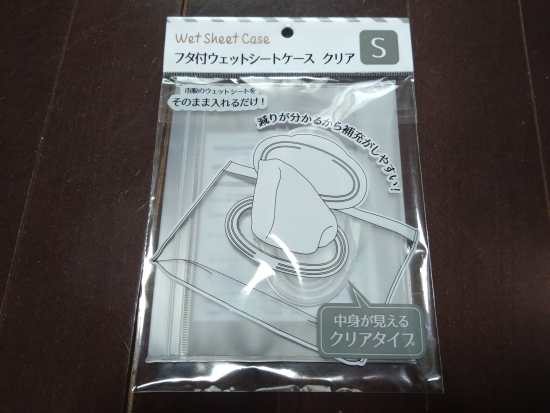 Wet Sheet Case
フタ付ウェットシートケース クリア
S
市販のウェットシートを
そのまま入れるだけ!
減りが分かるから補充がしやすい!
中身が見える
クリアタイプ